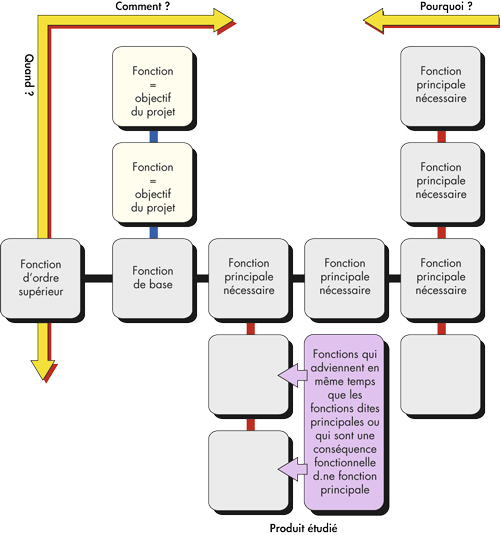 Comment ?
Pourquoi ?
Quand ?
Fonction
=
objectif
du projet
Fonction
principale
nécessaire
Fonction
=
objectif
du projet
Fonction
principale
nécessaire
Fonction
d'ordre
supérieur
Fonction
de base
Fonction
principale
nécessaire
Fonction
principale
nécessaire
Fonction
principale
nécessaire
Fonctions qui
adviennent en
même temps
que les
fonctions dites
principales ou
qui sont une
conséquence
fonctionnelle
d.ne fonction
principale
Produit étudié